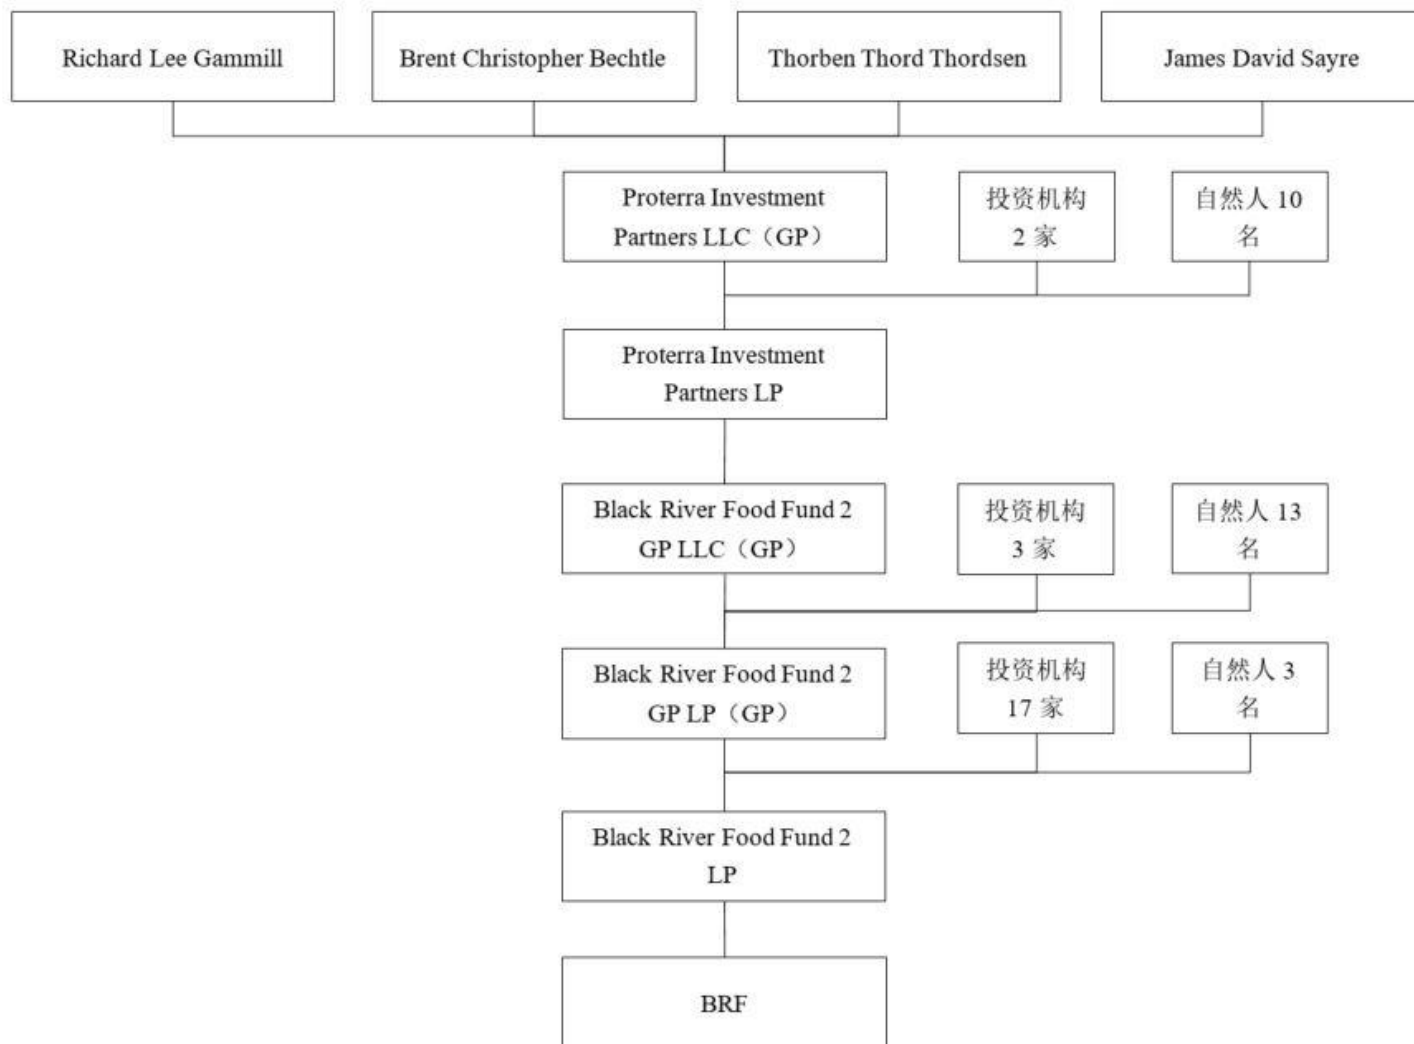 Richard Lee Gammill
Brent Christopher Bechtle
Thorben Thord Thordsen
James David Sayre
Proterra Investment
Partners LLC（GP）
投资机构
2 家
自然人 10
名
Proterra Investment
Partners LP
Black River Food Fund 2
GP LLC（GP）
投资机构
3 家
自然人 13
名
Black River Food Fund 2
GP LP（GP）
投资机构
17 家
自然人 3
名
Black River Food Fund 2
LP
BRF